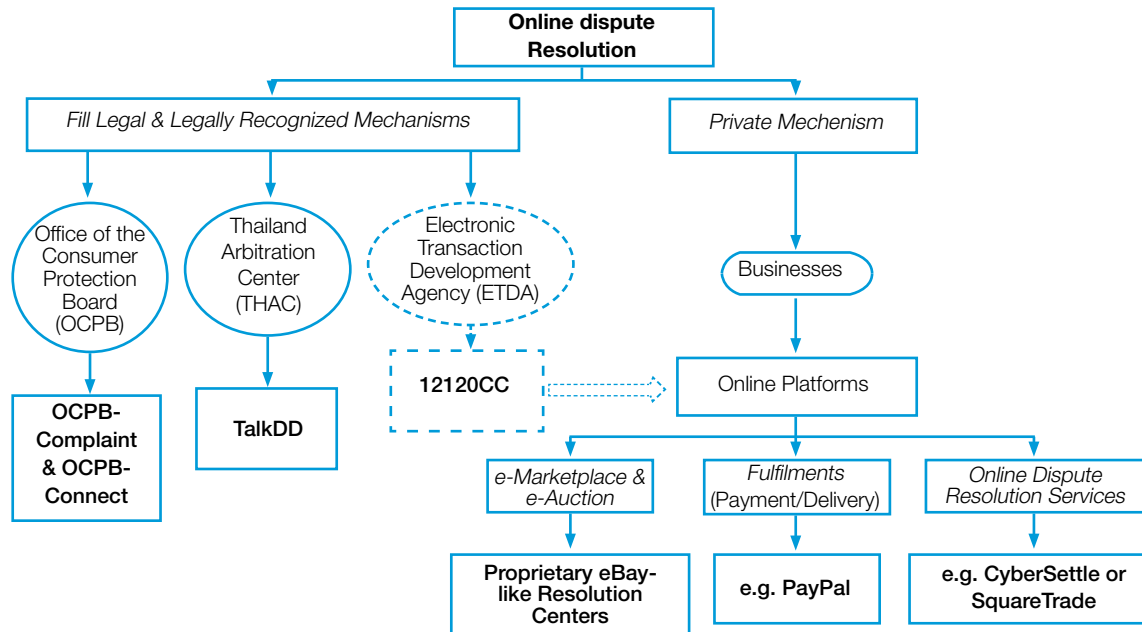 Online dispute
Resolution
Fill Legal & Legally Recognized Mechanisms
Private Mechenism
Office of the
Consumer
Protection
Board
(OCPB)
Thailand
Arbitration
Center
(THAC)
Electronic
Transaction
Development
Agency (ETDA)
Businesses
OCPB-
Complaint
& OCPB-
Connect
TalkDD
12120CC
Online Platforms
e-Marketplace &
e-Auction
Fulfilments
(Payment/Delivery)
Online Dispute
Resolution Services
Proprietary eBay-
like Resolution
Centers
e.g. PayPal
e.g. CyberSettle or
SquareTrade